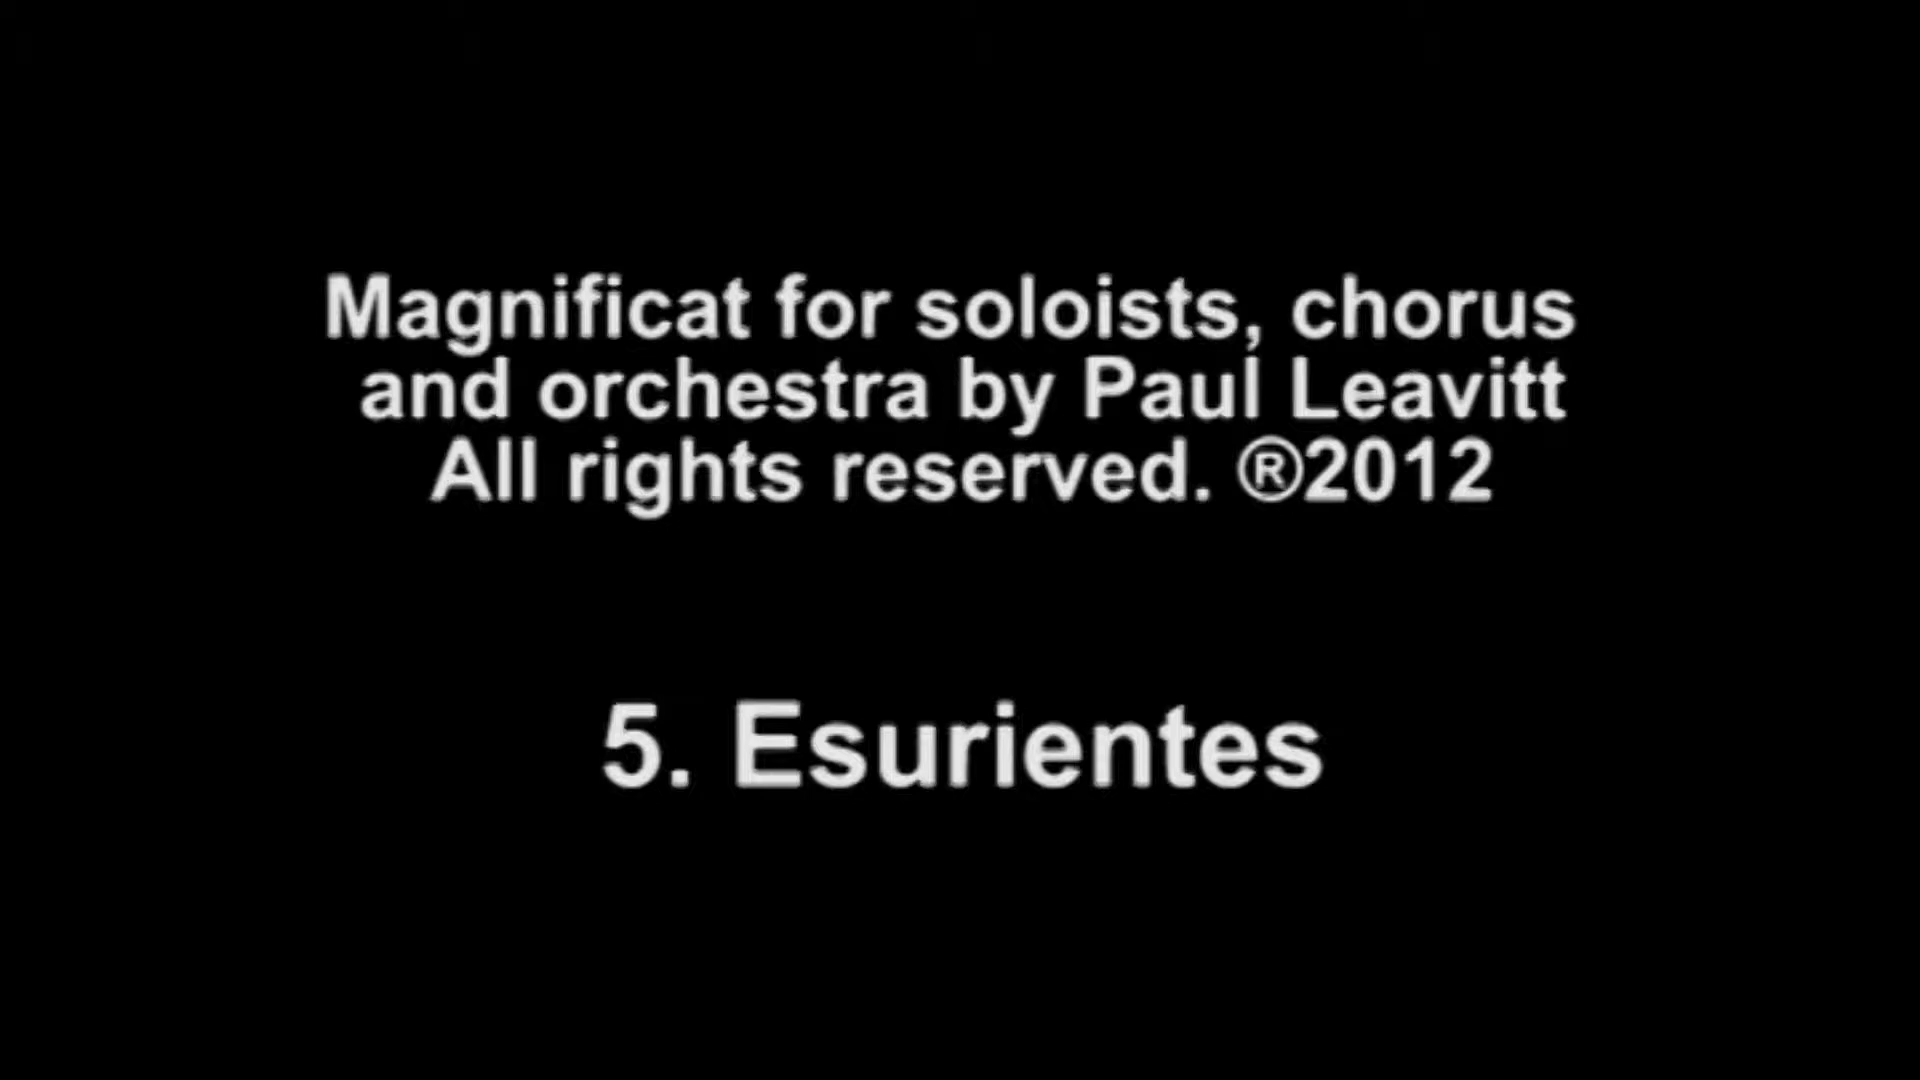 Magnificat for soloists, chorus
and orchestra by Paul Leavitt
All rights reserved. ®2012
5. Esurientes